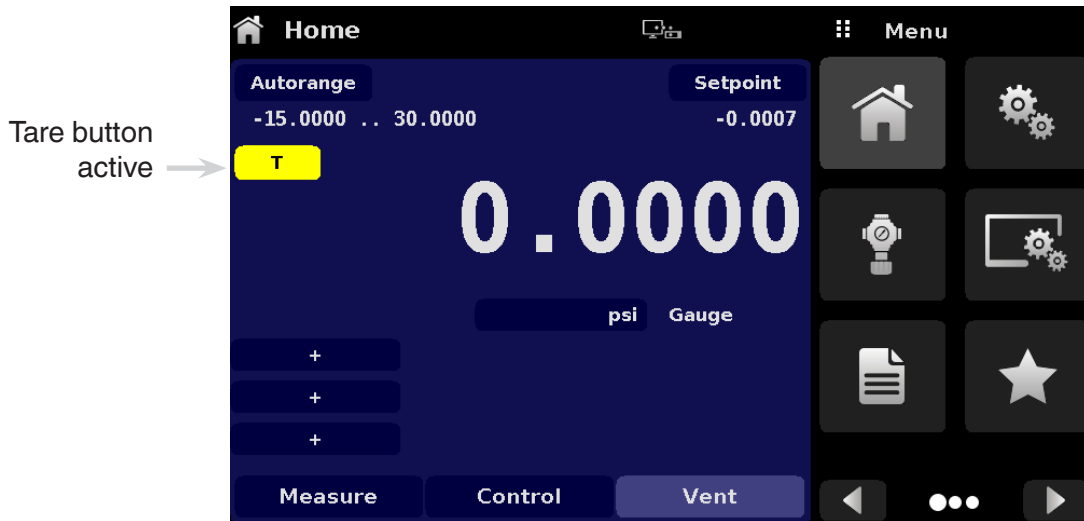 Home
Menu
Autorange
Setpoint
-15.0000 .. 30.0000
-0.0007
Tare button
active
T
0.0000
psi
Gauge
+
+
+
Measure
Control
Vent